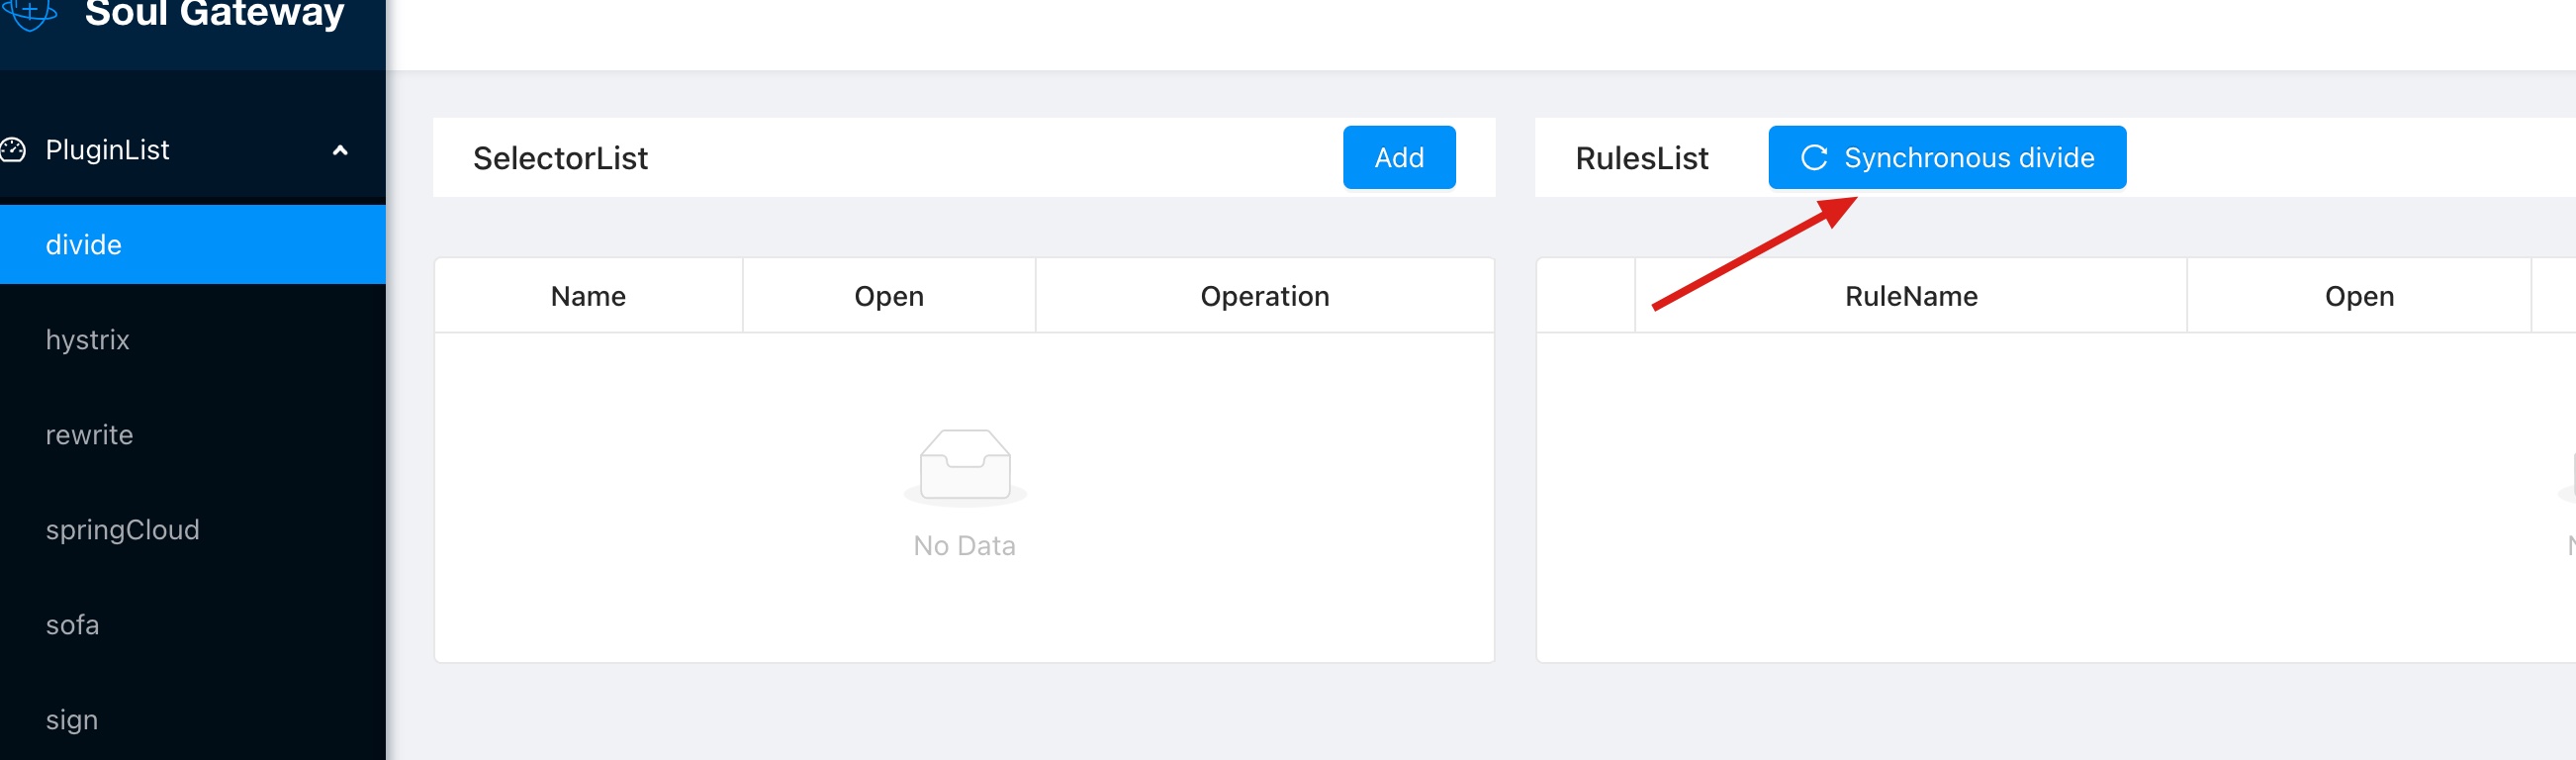 Soul Gateway
PluginList
divide
hystrix
rewrite
springCloud
sofa
sign
SelectorList
Add
Name
Open
Operation
No Data
RulesList
Synchronous divide
RuleName
Open